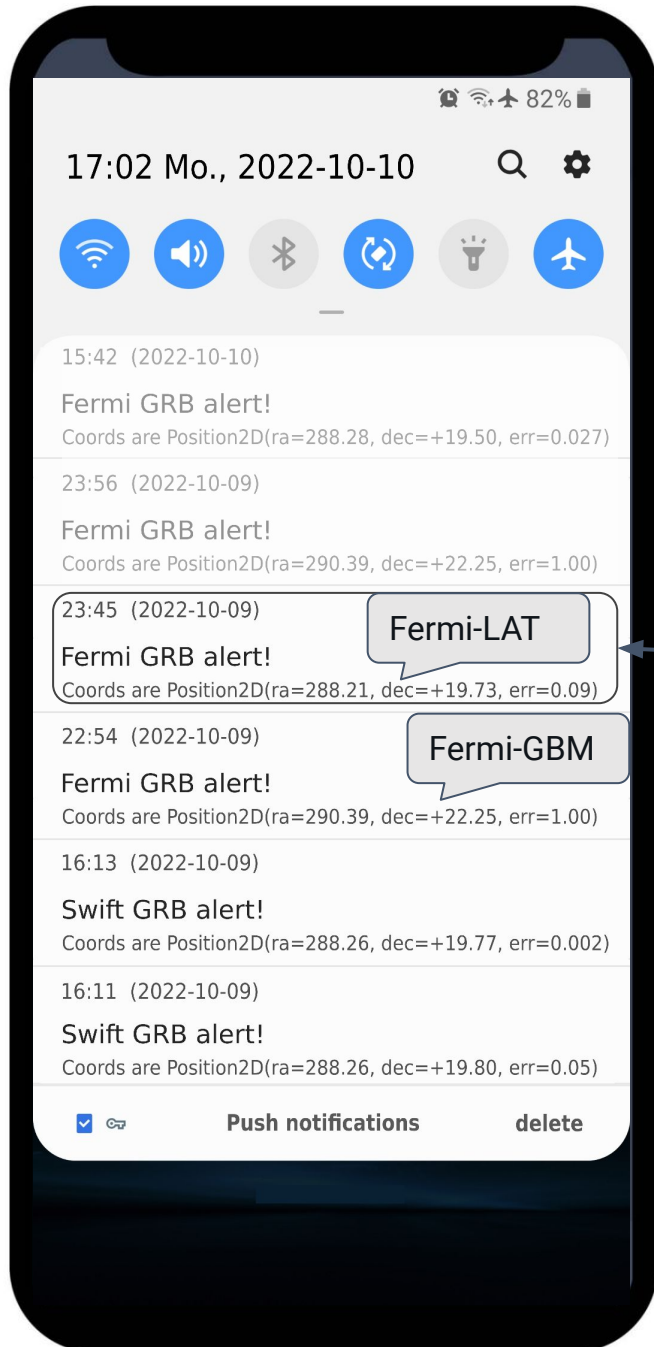 82%
17:02 Mo., 2022-10-10
15:42 (2022-10-10)
Fermi GRB alert!
Coords are Position2D(ra=288.28, dec=+19.50, err=0.027)
23:56 (2022-10-09)
Fermi GRB alert!
Coords are Position2D(ra=290.39, dec=+22.25, err=1.00)
23:45 (2022-10-09)
Fermi-LAT
Fermi GRB alert!
Coords are Position2D(ra=288.21, dec=+19.73, err=0.09)
22:54 (2022-10-09)
Fermi-GBM
Fermi GRB alert!
Coords are Position2D(ra=290.39, dec=+22.25, err=1.00)
16:13 (2022-10-09)
Swift GRB alert!
Coords are Position2D(ra=288.26, dec=+19.77, err=0.002)
16:11 (2022-10-09)
Swift GRB alert!
Coords are Position2D(ra=288.26, dec=+19.80, err=0.05)
Push notifications delete